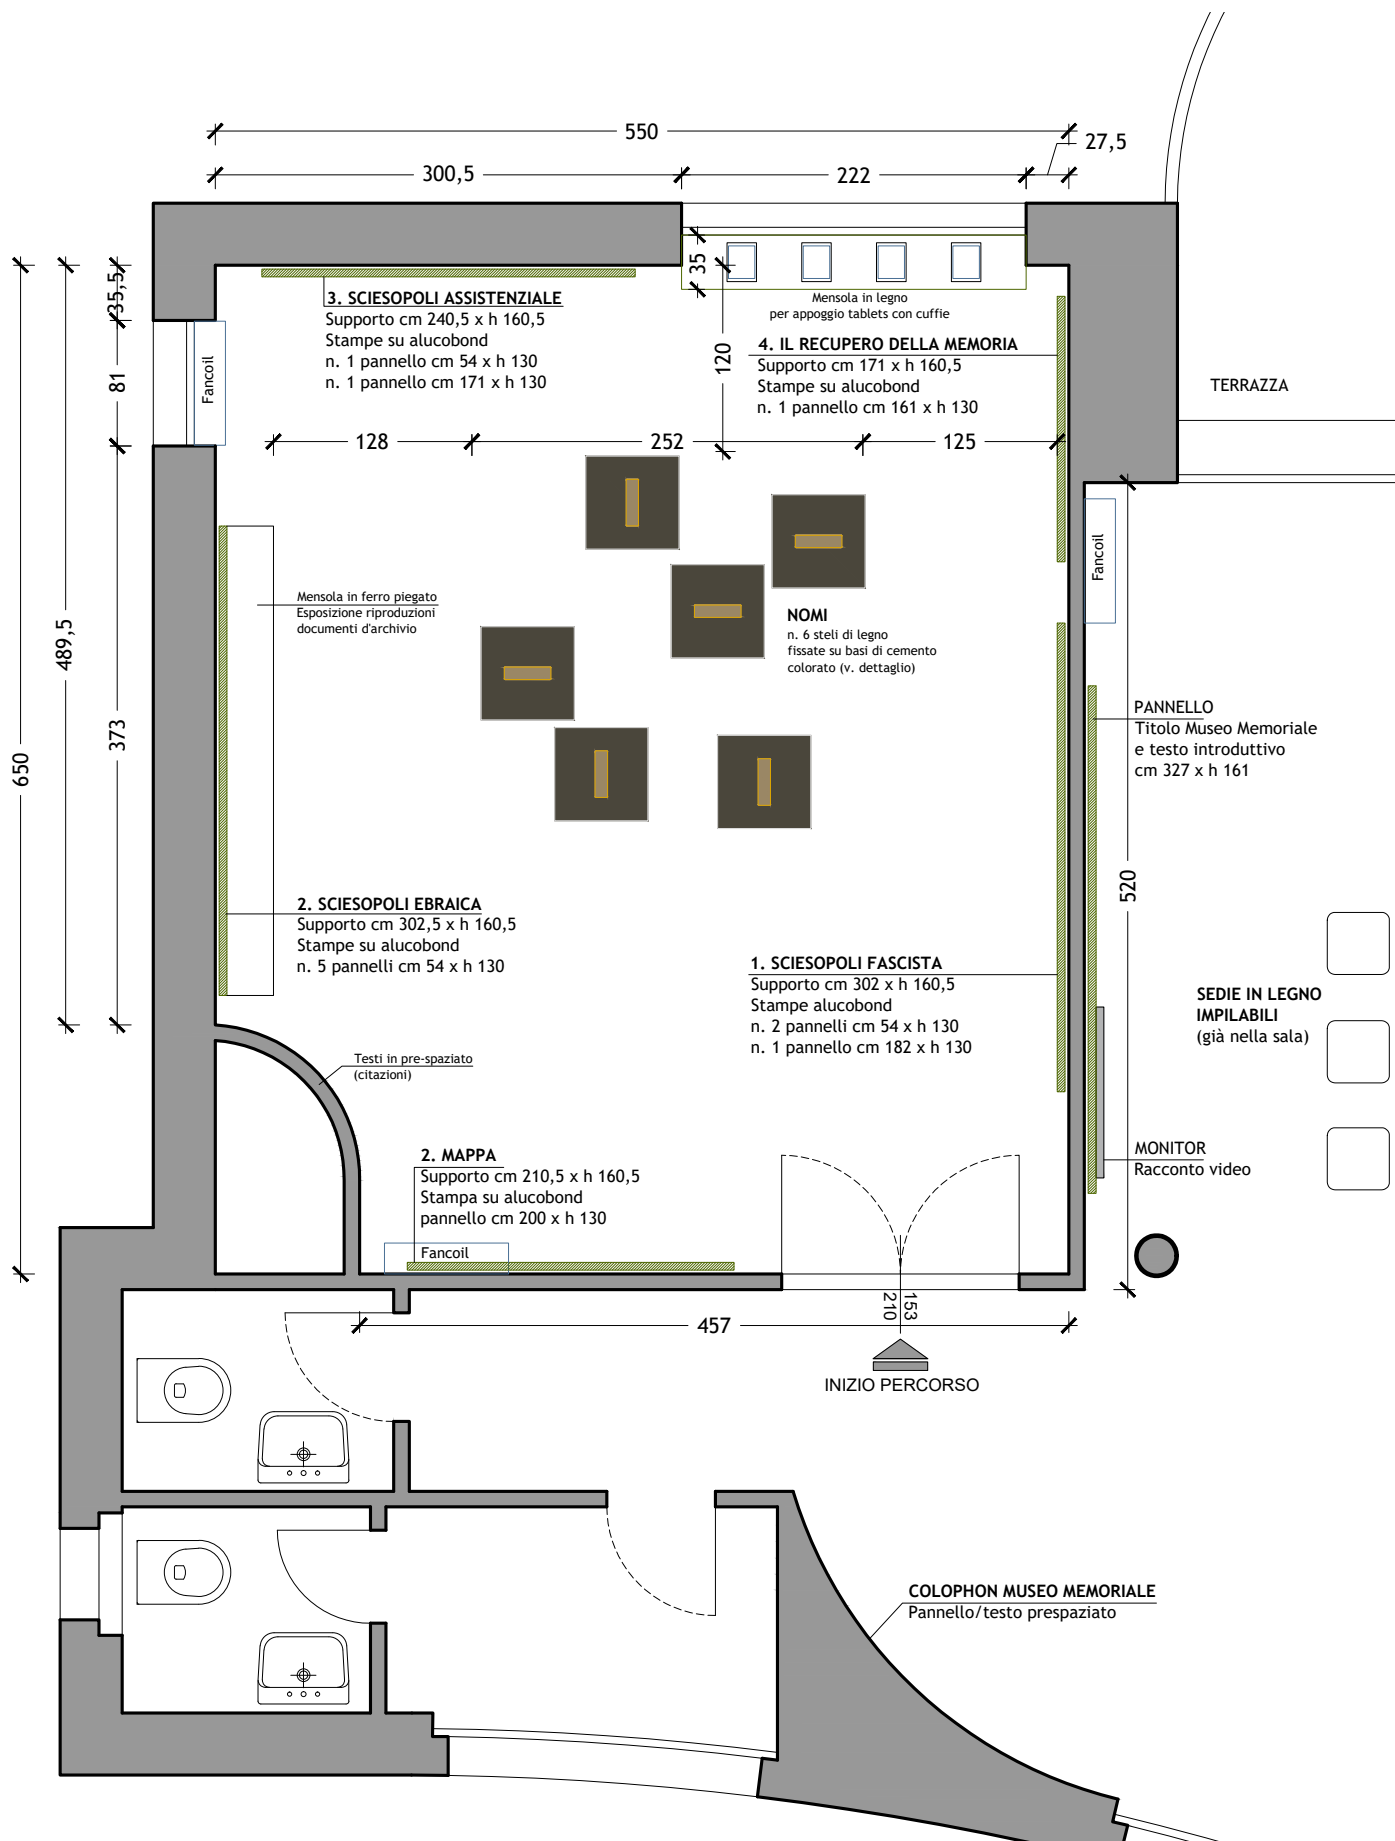 550
27,5
300,5
222
35,5
35
3. SCIESOPOLI ASSISTENZIALE
Supporto cm 240,5 x h 160,5
Stampe su alucobond
n. 1 pannello cm 54 x h 130
n. 1 pannello cm 171 x h 130
Mensola in legno
per appoggio tablets con cuffie
4. IL RECUPERO DELLA MEMORIA
Supporto cm 171 x h 160,5
Stampe su alucobond
n. 1 pannello cm 161 x h 130
120
81
Fancoil
TERRAZZA
128
252
125
Fancoil
Mensola in ferro piegato
Esposizione riproduzioni
documenti d'archivio
NOMI
n. 6 steli di legno
fissate su basi di cemento
colorato (v. dettaglio)
489,5
650
373
PANNELLO
Titolo Museo Memoriale
e testo introduttivo
cm 327 x h 161
520
2. SCIESOPOLI EBRAICA
Supporto cm 302,5 x h 160,5
Stampe su alucobond
n. 5 pannelli cm 54 x h 130
1. SCIESOPOLI FASCISTA
Supporto cm 302 x h 160,5
Stampe alucobond
n. 2 pannelli cm 54 x h 130
n. 1 pannello cm 182 x h 130
SEDIE IN LEGNO
IMPILABILI
(già nella sala)
Testi in pre-spaziato
(citazioni)
2. MAPPA
Supporto cm 210,5 x h 160,5
Stampa su alucobond
pannello cm 200 x h 130
Fancoil
MONITOR
Racconto video
153
210
457
INIZIO PERCORSO
COLOPHON MUSEO MEMORIALE
Pannello/testo prespaziato